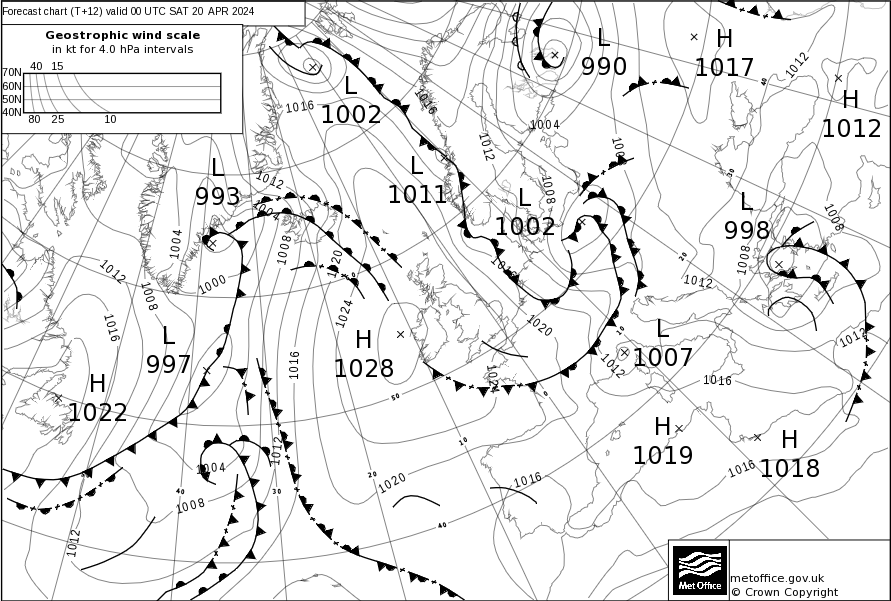 Forecast chart (T+12) valid 00 UTC SAT 20 APR 2024
Geostrophic wind scale
in kt for 4.0 hPa intervals
40 15
70N
60N
50N
40N
80 25 10
L
1002
L
990
H
1017
H
1012
L
993
L
1011
L
1002
L
998
L
997
H
1028
L
1007
H
1022
H
1019
H
1018
1016
1016
1012
1004
1012
1012
1004
1008
1004
1008
1020
1000
1012
1008
1016
1024
1016
1008
1012
1008
1008
1020
1012
1012
1016
1012
1004
1008
1012
1020
1016
1016
40
30
20
10
0
50
10
20
40
30
40
metoffice.gov.uk
© Crown Copyright
Met Office